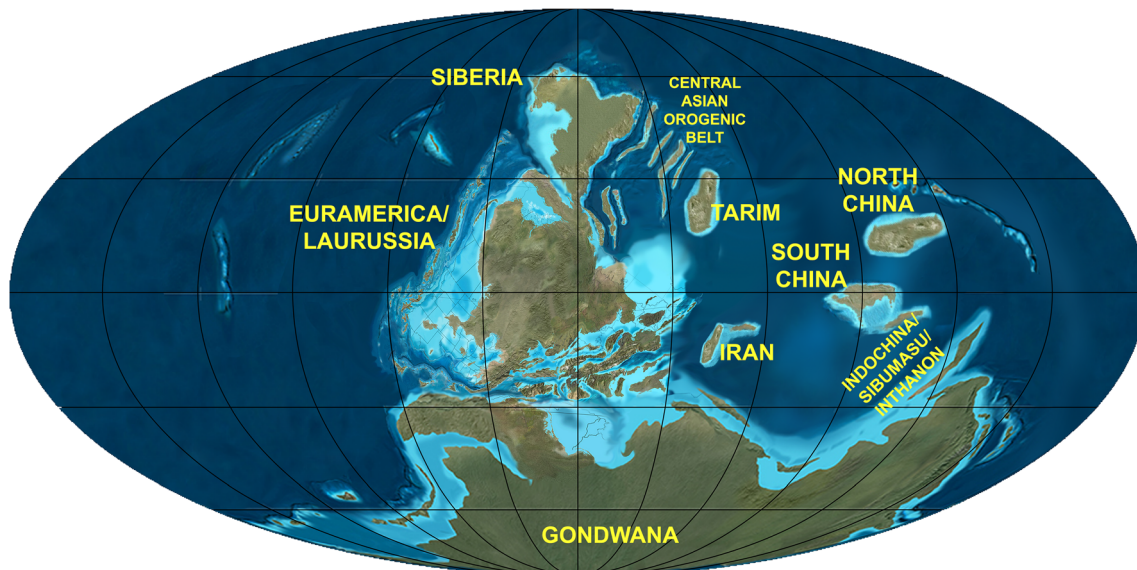 SIBERIA
CENTRAL
ASIAN
OROGENIC
BELT
NORTH
CHINA
EURAMERICA/
LAURUSSIA
TARIM
SOUTH
CHINA
IRAN
INDOCHINA/
SIBUMASU/
INTHANON
GONDWANA